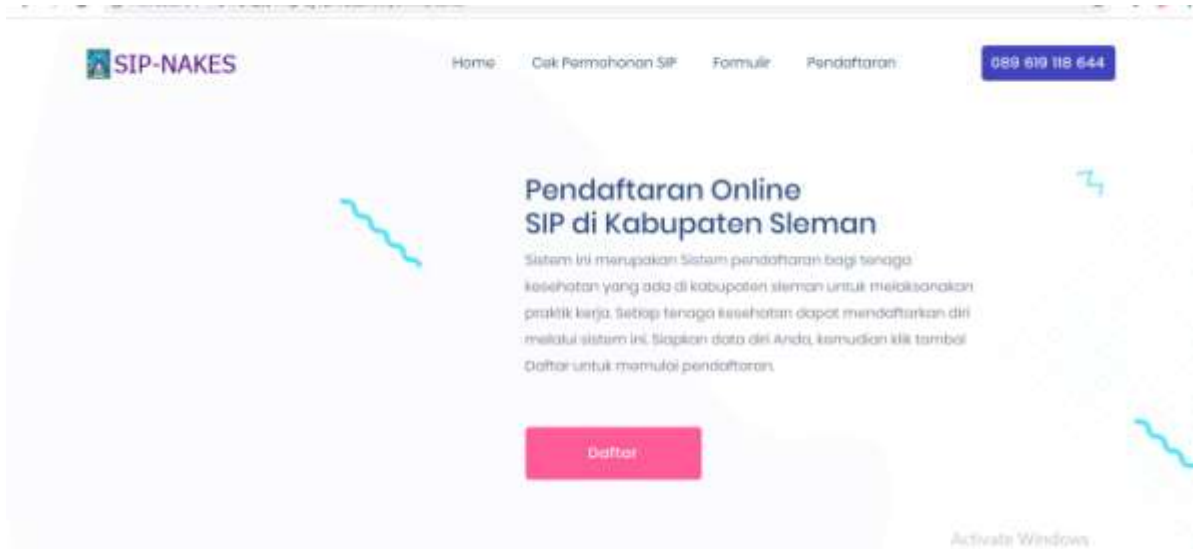 SIP-NAKES
Home Cek Permohonan SIP Formulir Pendaftaran 089 619 118 644
Pendaftaran Online
SIP di Kabupaten Sleman
Sistem ini merupakan Sistem pendaftaran bagi tenaga
kesehatan yang ada di kabupaten sleman untuk melaksanakan
praktik kerja. Setiap tenaga kesehatan dapat mendaftarkan diri
melalui sistem ini. Siapkan data diri Anda, kemudian klik tombol
Daftar untuk memulai pendaftaran.
Daftar
Activate Windows